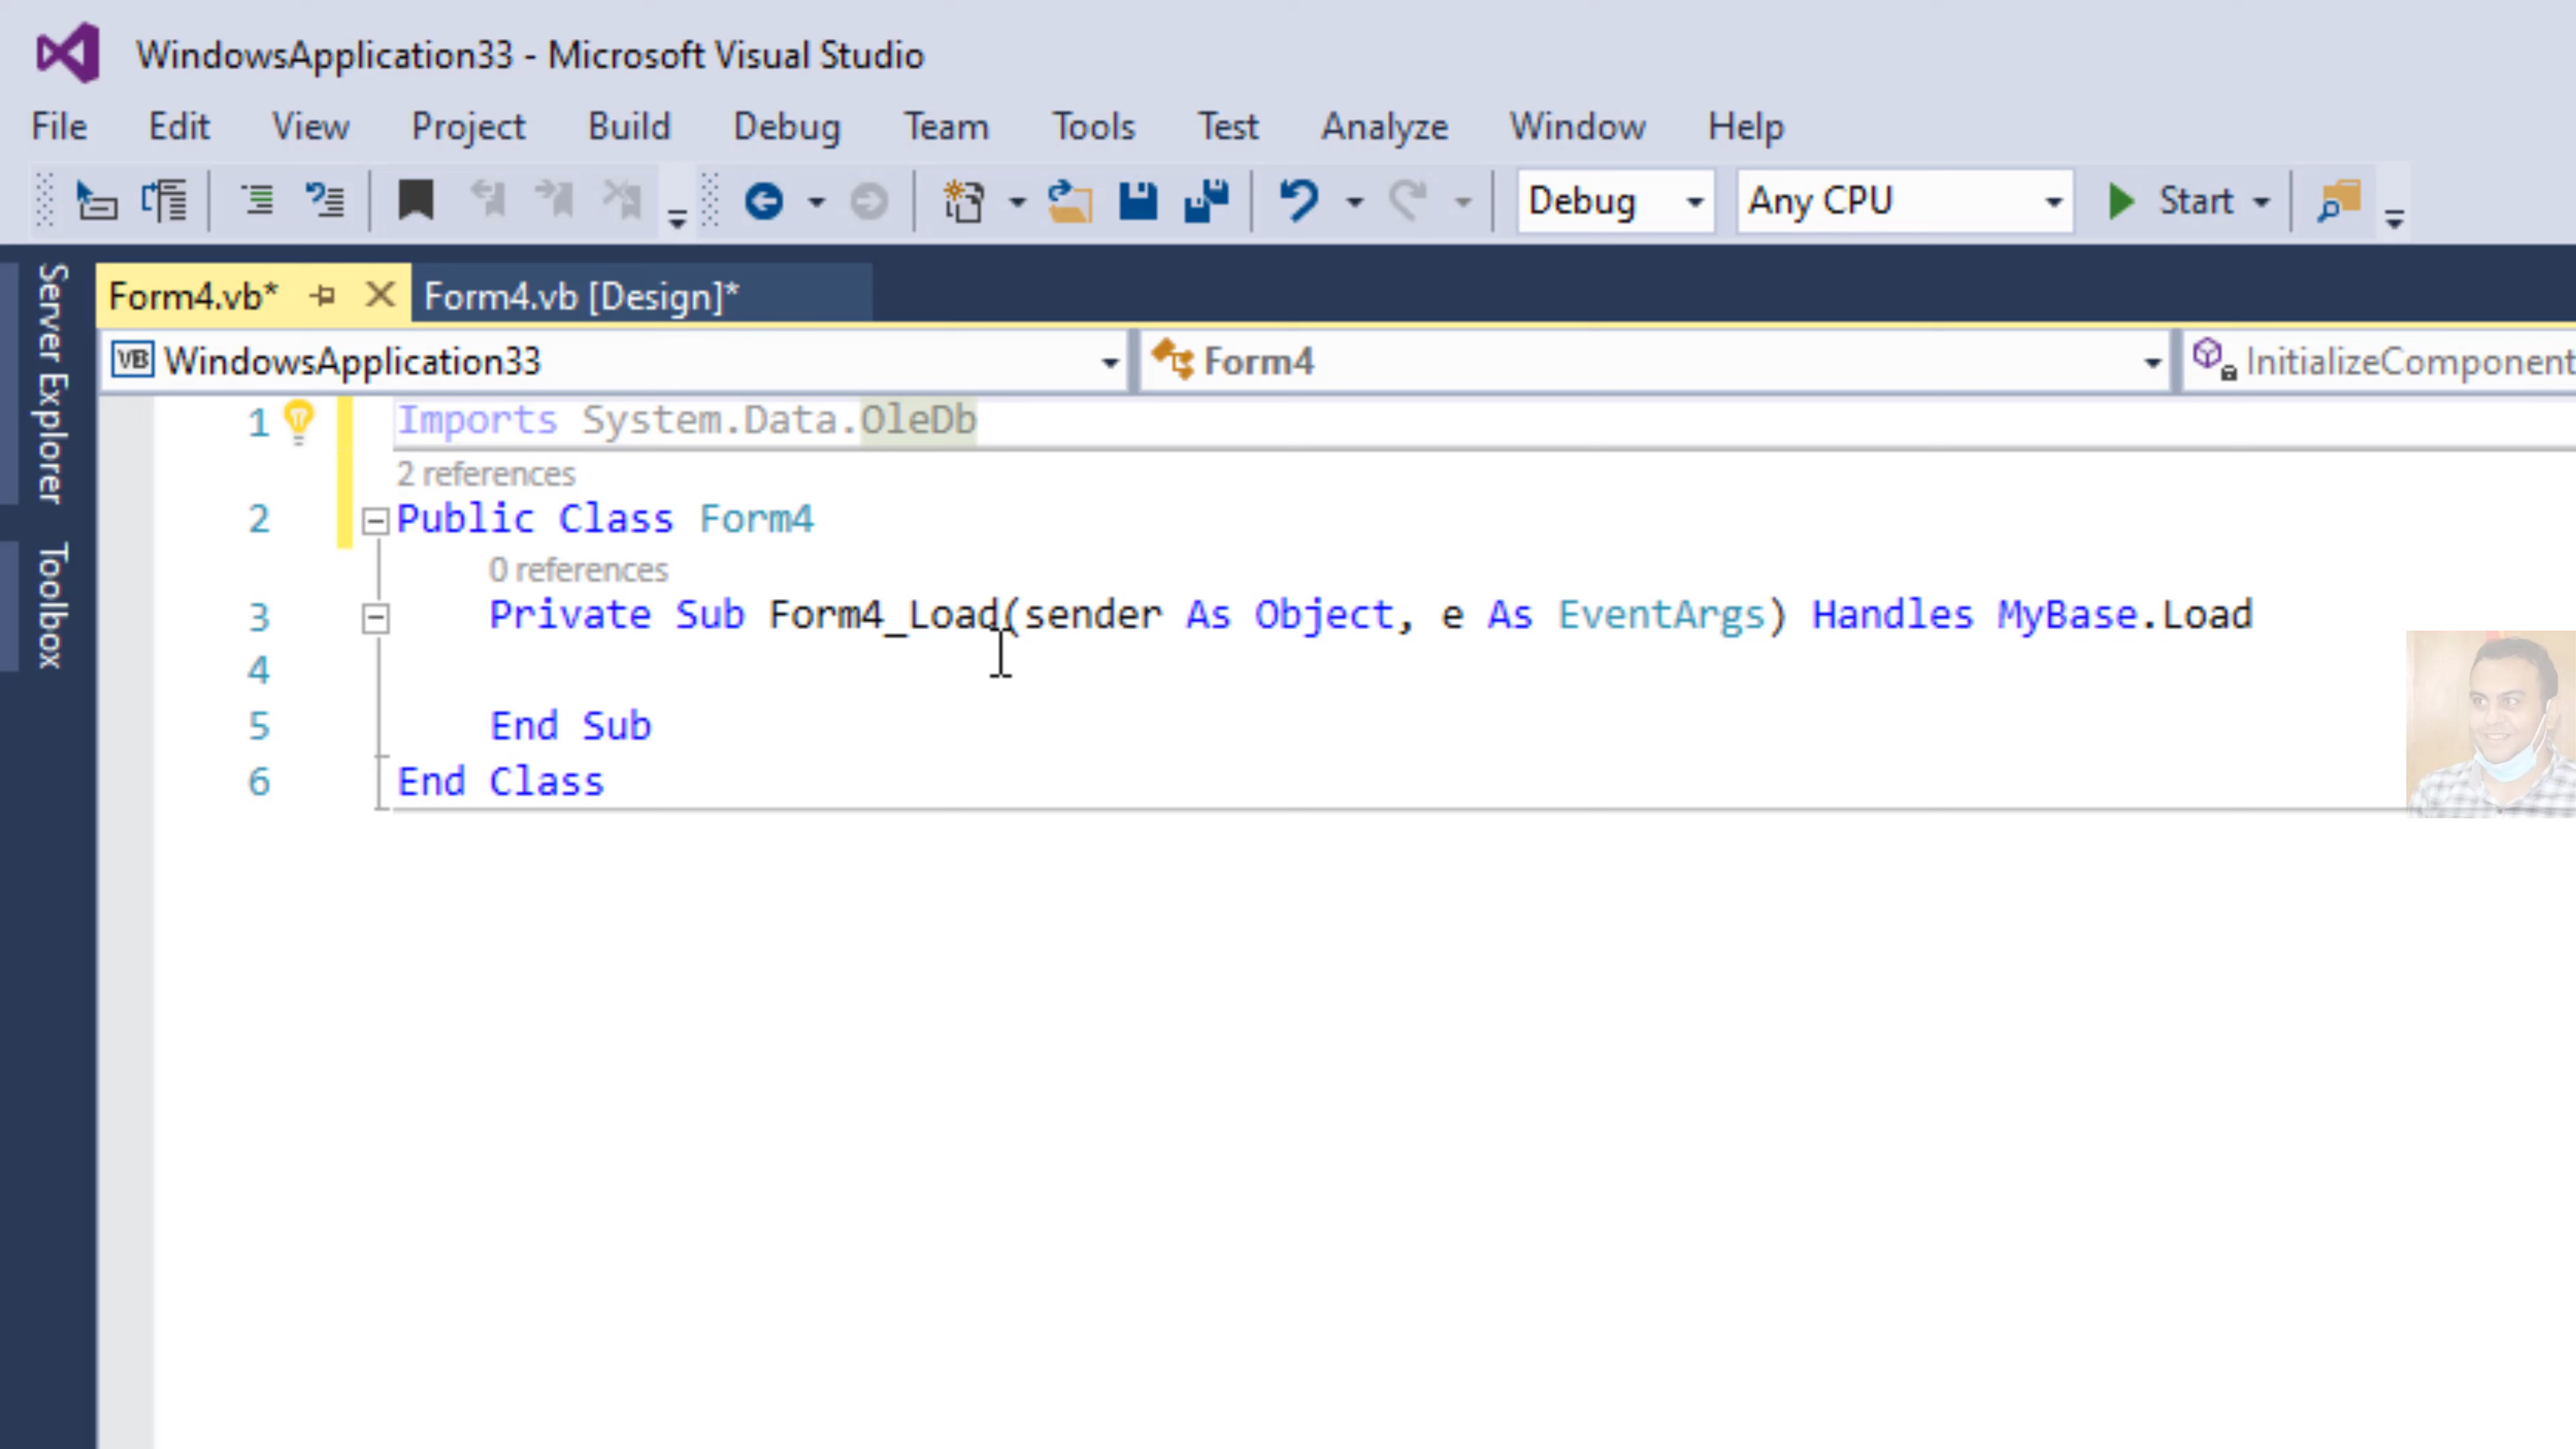 WindowsApplication33 - Microsoft Visual Studio
File Edit View Project Build Debug Team Tools Test Analyze Window Help
Debug Any CPU Start
Server Explorer
Toolbox
Form4.vb* Form4.vb [Design]*
VB WindowsApplication33 Form4 InitializeComponent
1 Imports System.Data.OleDb
2 references
2 Public Class Form4
0 references
3 Private Sub Form4_Load(sender As Object, e As EventArgs) Handles MyBase.Load
4
5 End Sub
6 End Class